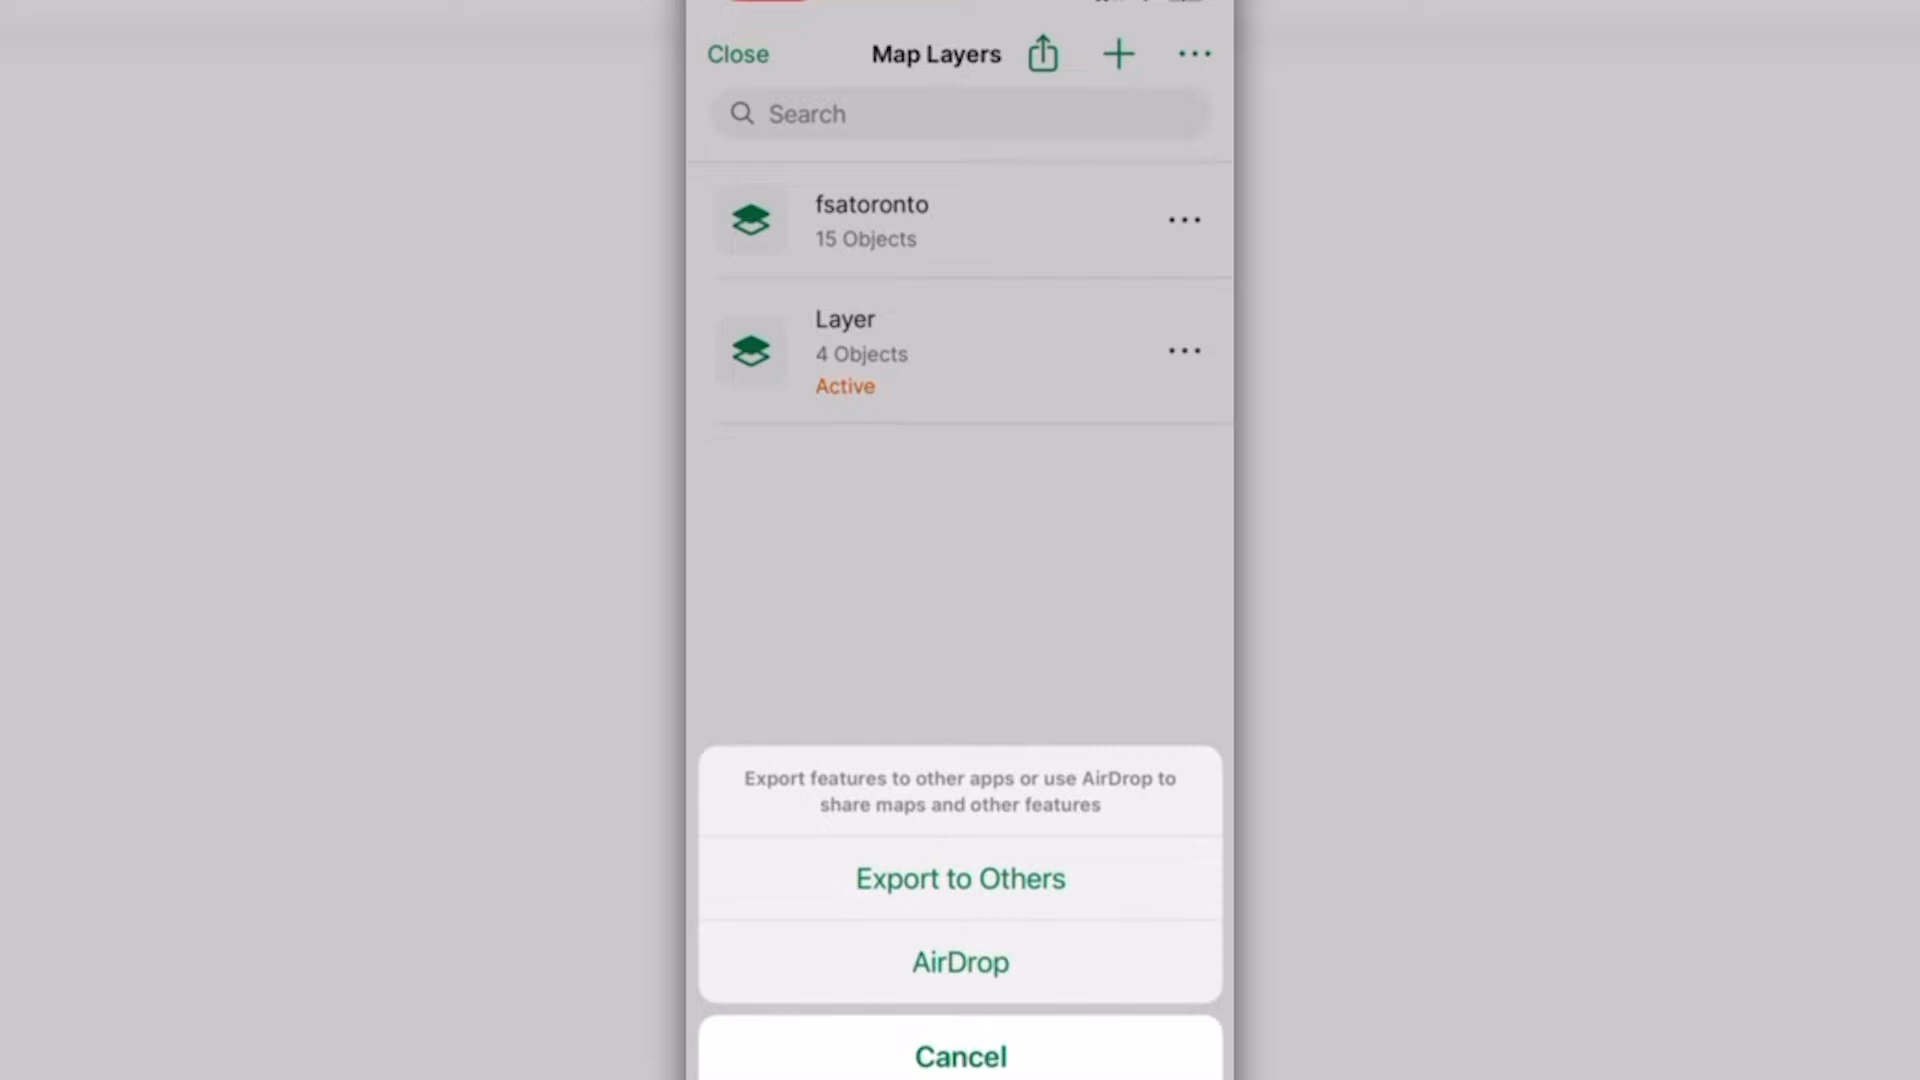 Close
Map Layers
Search
fsatoronto
15 Objects
Layer
4 Objects
Active
Export features to other apps or use AirDrop to
share maps and other features
Export to Others
AirDrop
Cancel